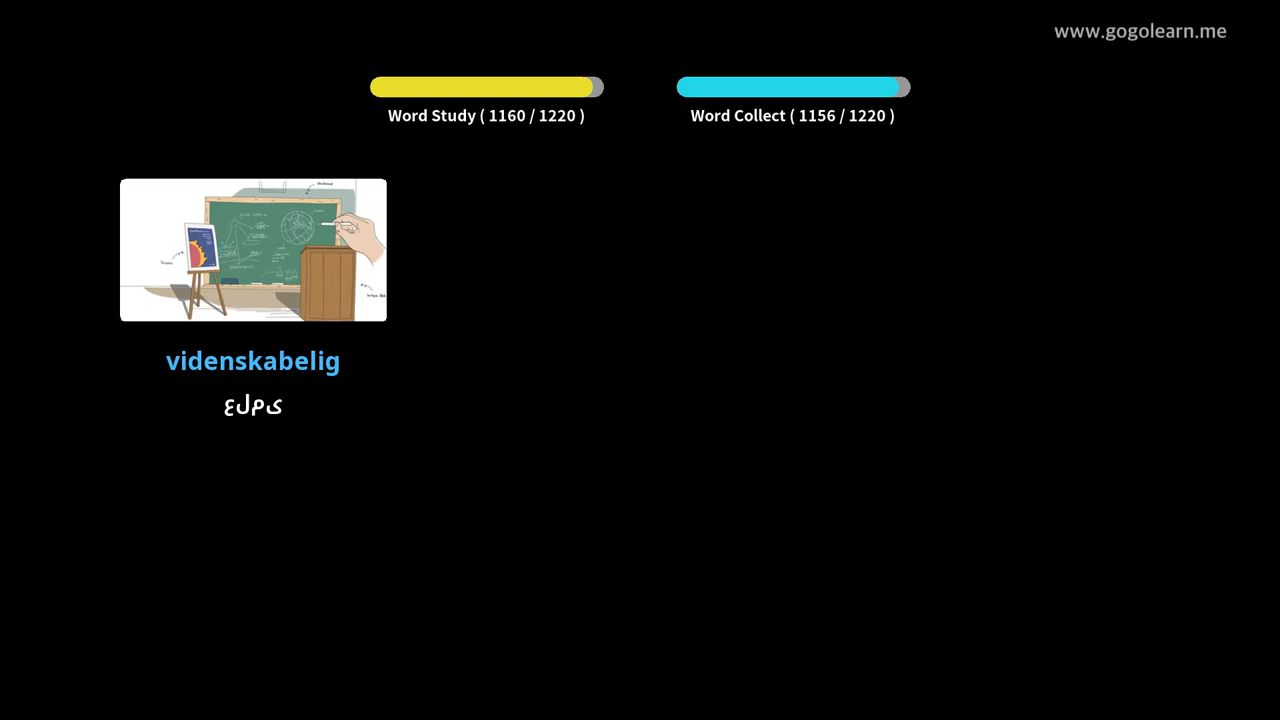 www.gogolearn.me
Word Study ( 1160 / 1220 )
Word Collect ( 1156 / 1220 )
videnskabelig
علمی